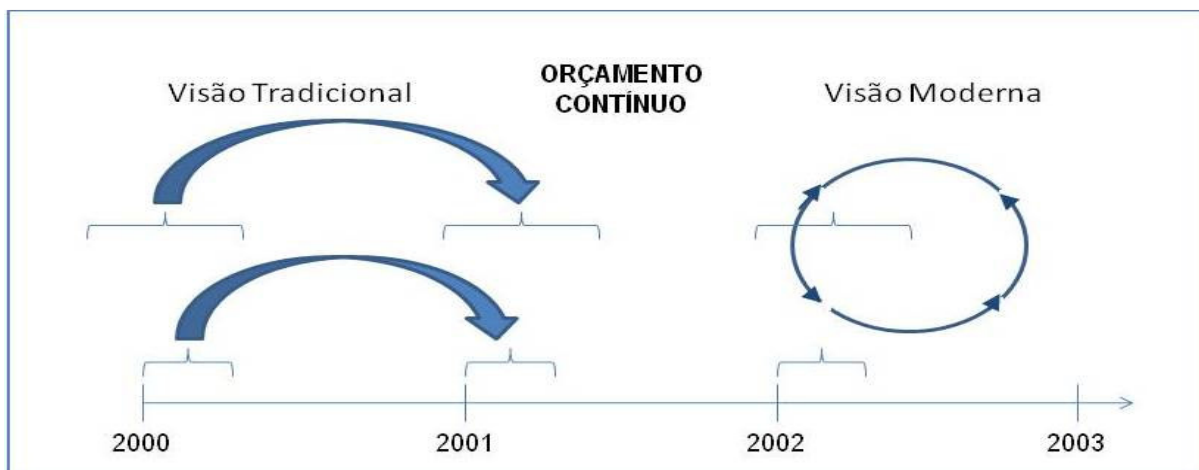 Visão Tradicional
ORÇAMENTO
CONTÍNUO
Visão Moderna
2000
2001
2002
2003